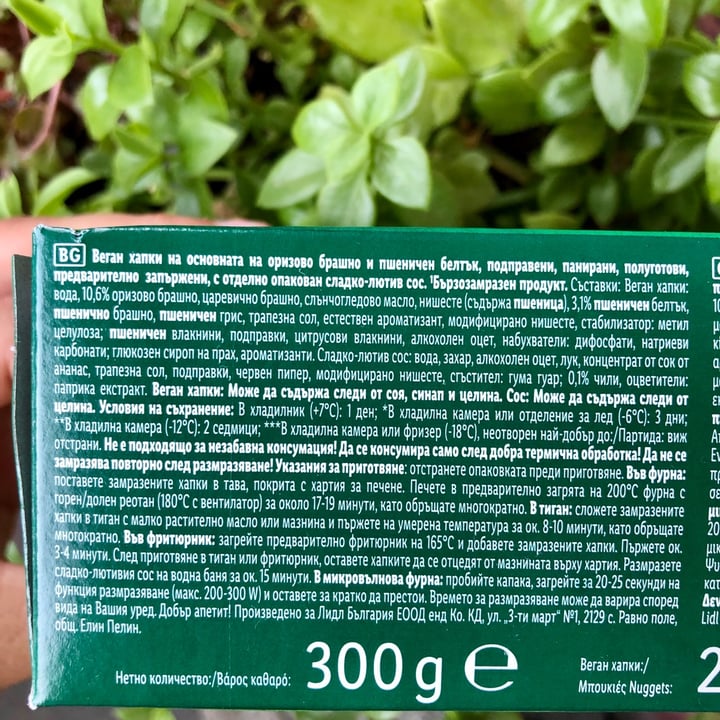 BG Веган хапки на основната на оризово брашно и пшеничен белтък, подправени, панирани, полуготови,
предварително запържени, с отделно опакован сладко-лютив сос. ¹Бързозамразен продукт. Съставки: Веган хапки:
вода, 10,6% оризово брашно, царевично брашно, слънчогледово масло, нишесте (съдържа пшеница), 3,1% пшеничен белтък,
пшенично брашно, пшеничен грис, трапезна сол, естествен ароматизант, модифицирано нишесте, стабилизатор: метил
целулоза; пшеничен влакнини, подправки, цитрусови влакнини, алкохолен оцет, набухватели: дифосфати, натриеви
карбонати; глюкозен сироп на прах, ароматизанти. Сладко-лютив сос: вода, захар, алкохолен оцет, лук, концентрат от сок от
ананас, трапезна сол, подправки, червен пипер, модифицирано нишесте, сгъстител: гума гуар; 0,1% чили, оцветители:
паприка екстракт. Веган хапки: Може да съдържа следи от соя, синап и целина. Сос: Може да съдържа следи от
целина. Условия на съхранение: В хладилник (+7°C): 1 ден; *В хладилна камера или отделение за лед (-6°C): 3 дни;
**В хладилна камера (-12°C): 2 седмици; ***В хладилна камера или фризер (-18°C), неотворен най-добър до:/Партида: виж
отстрани. Не е подходящо за незабавна консумация! Да се консумира само след добра термична обработка! Да не се
замразява повторно след размразяване! Указания за приготвяне: отстранете опаковката преди приготвяне. Във фурна:
поставете замразените хапки в тава, покрита с хартия за печене. Печете в предварително загрята на 200°C фурна с
горен/долен реотан (180°C с вентилатор) за около 17-19 минути, като обръщате многократно. В тиган: сложете замразените
хапки в тиган с малко растително масло или мазнина и пържете на умерена температура за ок. 8-10 минути, като обръщате
многократно. Във фритюрник: загрейте предварително фритюрник на 165°C и добавете замразените хапки. Пържете ок.
3-4 минути. След приготвяне в тиган или фритюрник, оставете хапките да се отцедят от мазнината върху хартия. Размразете
сладко-лютивия сос на водна баня за ок. 15 минути. В микровълнова фурна: пробийте капака, загрейте за 20-25 секунди на
функция размразяване (макс. 200-300 W) и оставете за кратко да престои. Времето за размразяване може да варира според
вида на Вашия уред. Добър апетит! Произведено за Лидл България ЕООД енд Ко. КД, ул. „3-ти март“ №1, 2129 с. Равно поле,
общ. Елин Пелин.
Нетно количество:/Βάρος καθαρό: 300 g e
Веган хапки:/
Μπουκιές Nuggets: 2
Lidl